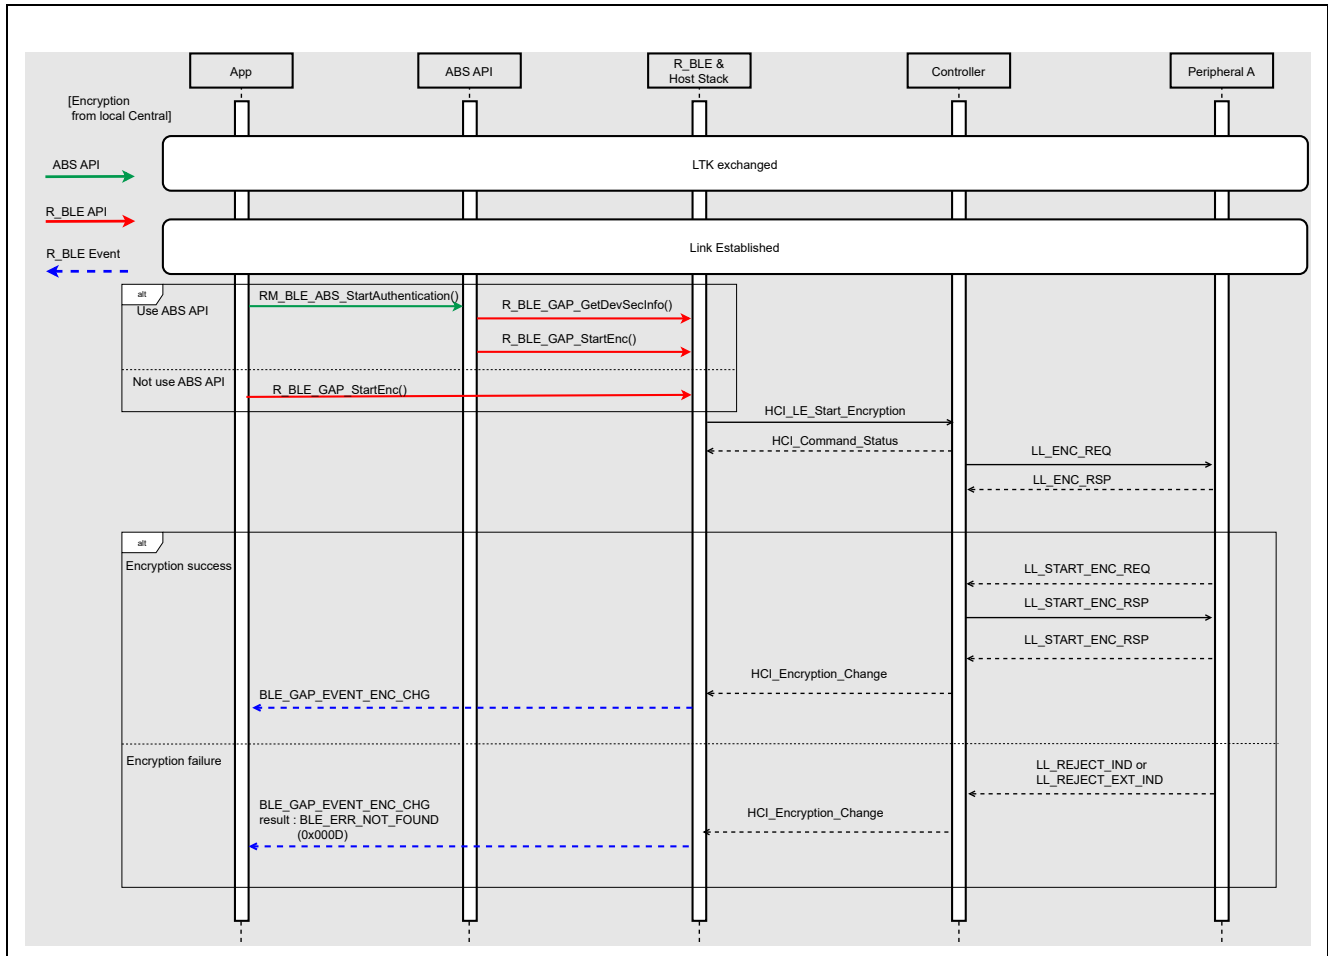 App
ABS API
R_BLE &
Host Stack
Controller
Peripheral A
[Encryption
from local Central]
ABS API
LTK exchanged
R_BLE API
R_BLE Event
Link Established
alt
Use ABS API
RM_BLE_ABS_StartAuthentication()
R_BLE_GAP_GetDevSecInfo()
R_BLE_GAP_StartEnc()
Not use ABS API
R_BLE_GAP_StartEnc()
HCI_LE_Start_Encryption
HCI_Command_Status
LL_ENC_REQ
LL_ENC_RSP
alt
Encryption success
LL_START_ENC_REQ
LL_START_ENC_RSP
LL_START_ENC_RSP
HCI_Encryption_Change
BLE_GAP_EVENT_ENC_CHG
Encryption failure
LL_REJECT_IND or
LL_REJECT_EXT_IND
BLE_GAP_EVENT_ENC_CHG
result : BLE_ERR_NOT_FOUND
(0x000D)
HCI_Encryption_Change